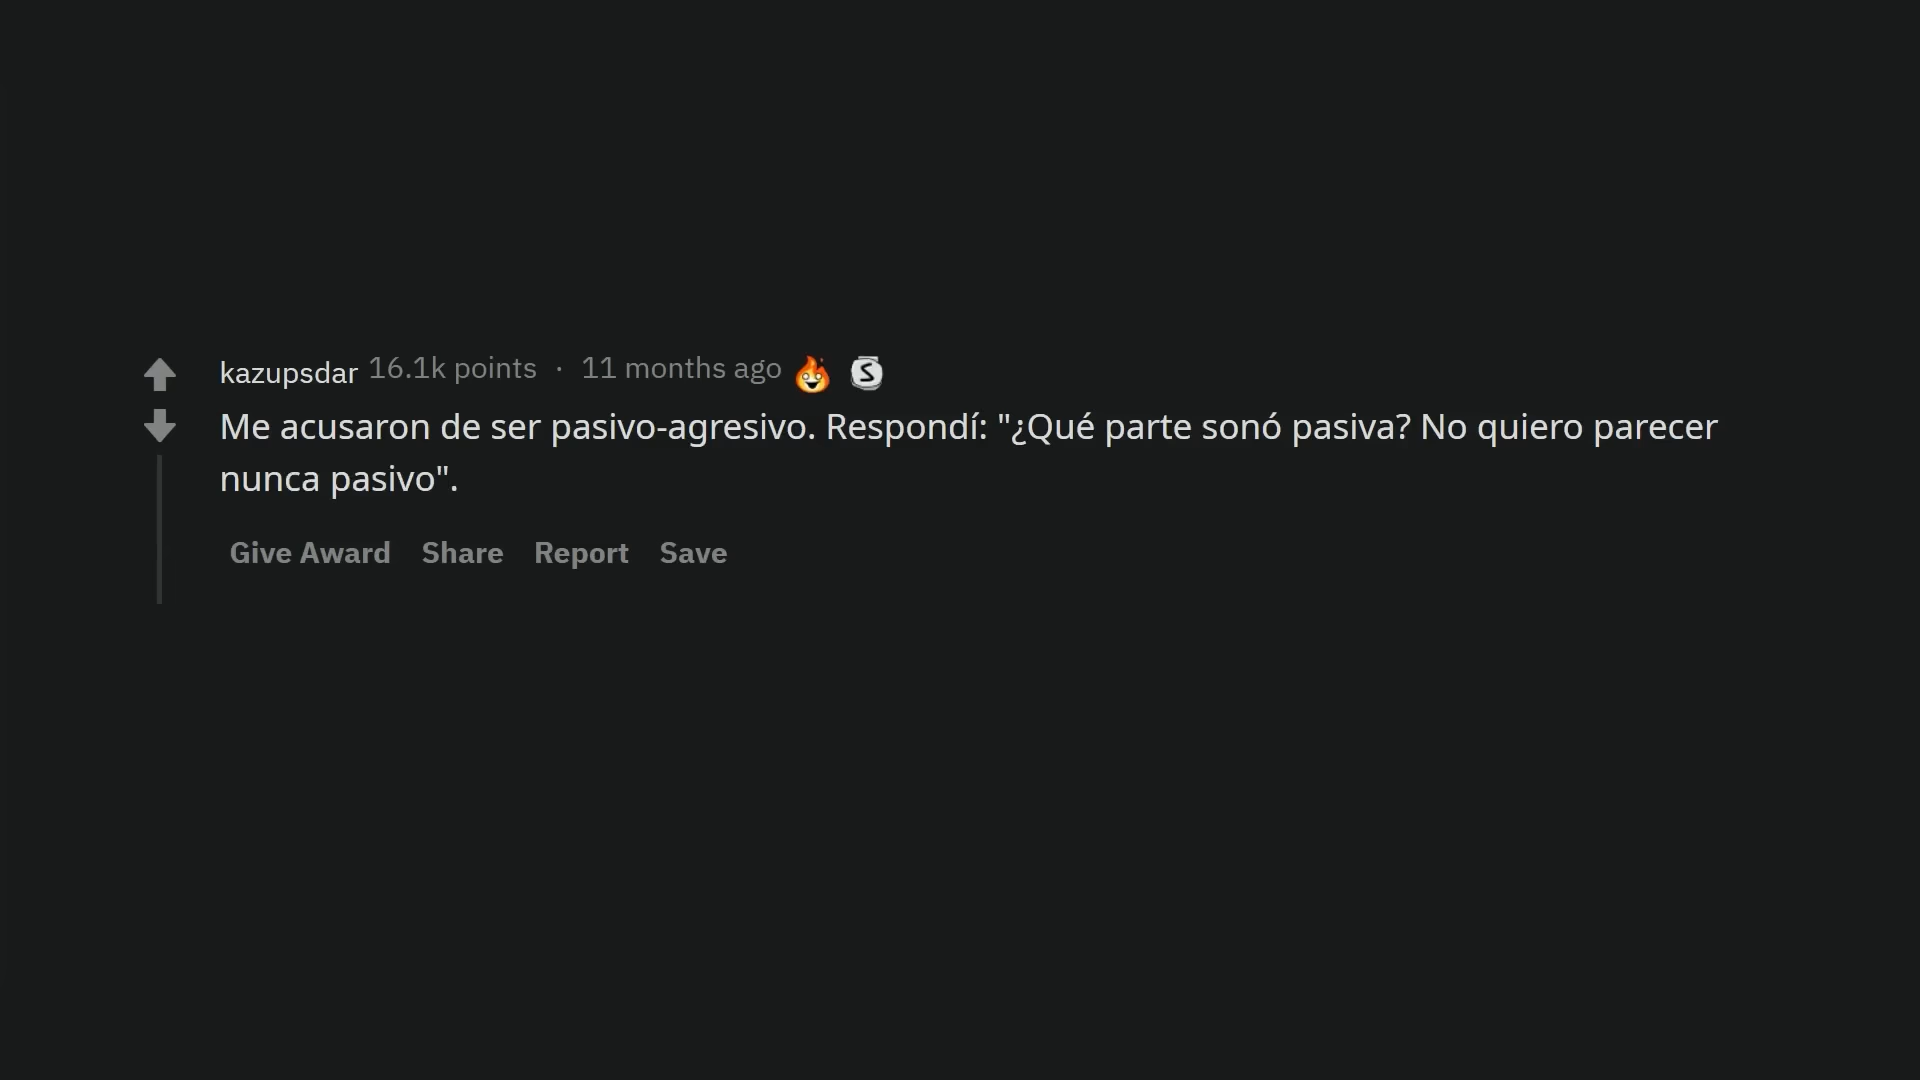 kazupsdar 16.1k points · 11 months ago
Me acusaron de ser pasivo-agresivo. Respondí: "¿Qué parte sonó pasiva? No quiero parecer
nunca pasivo".
Give Award Share Report Save